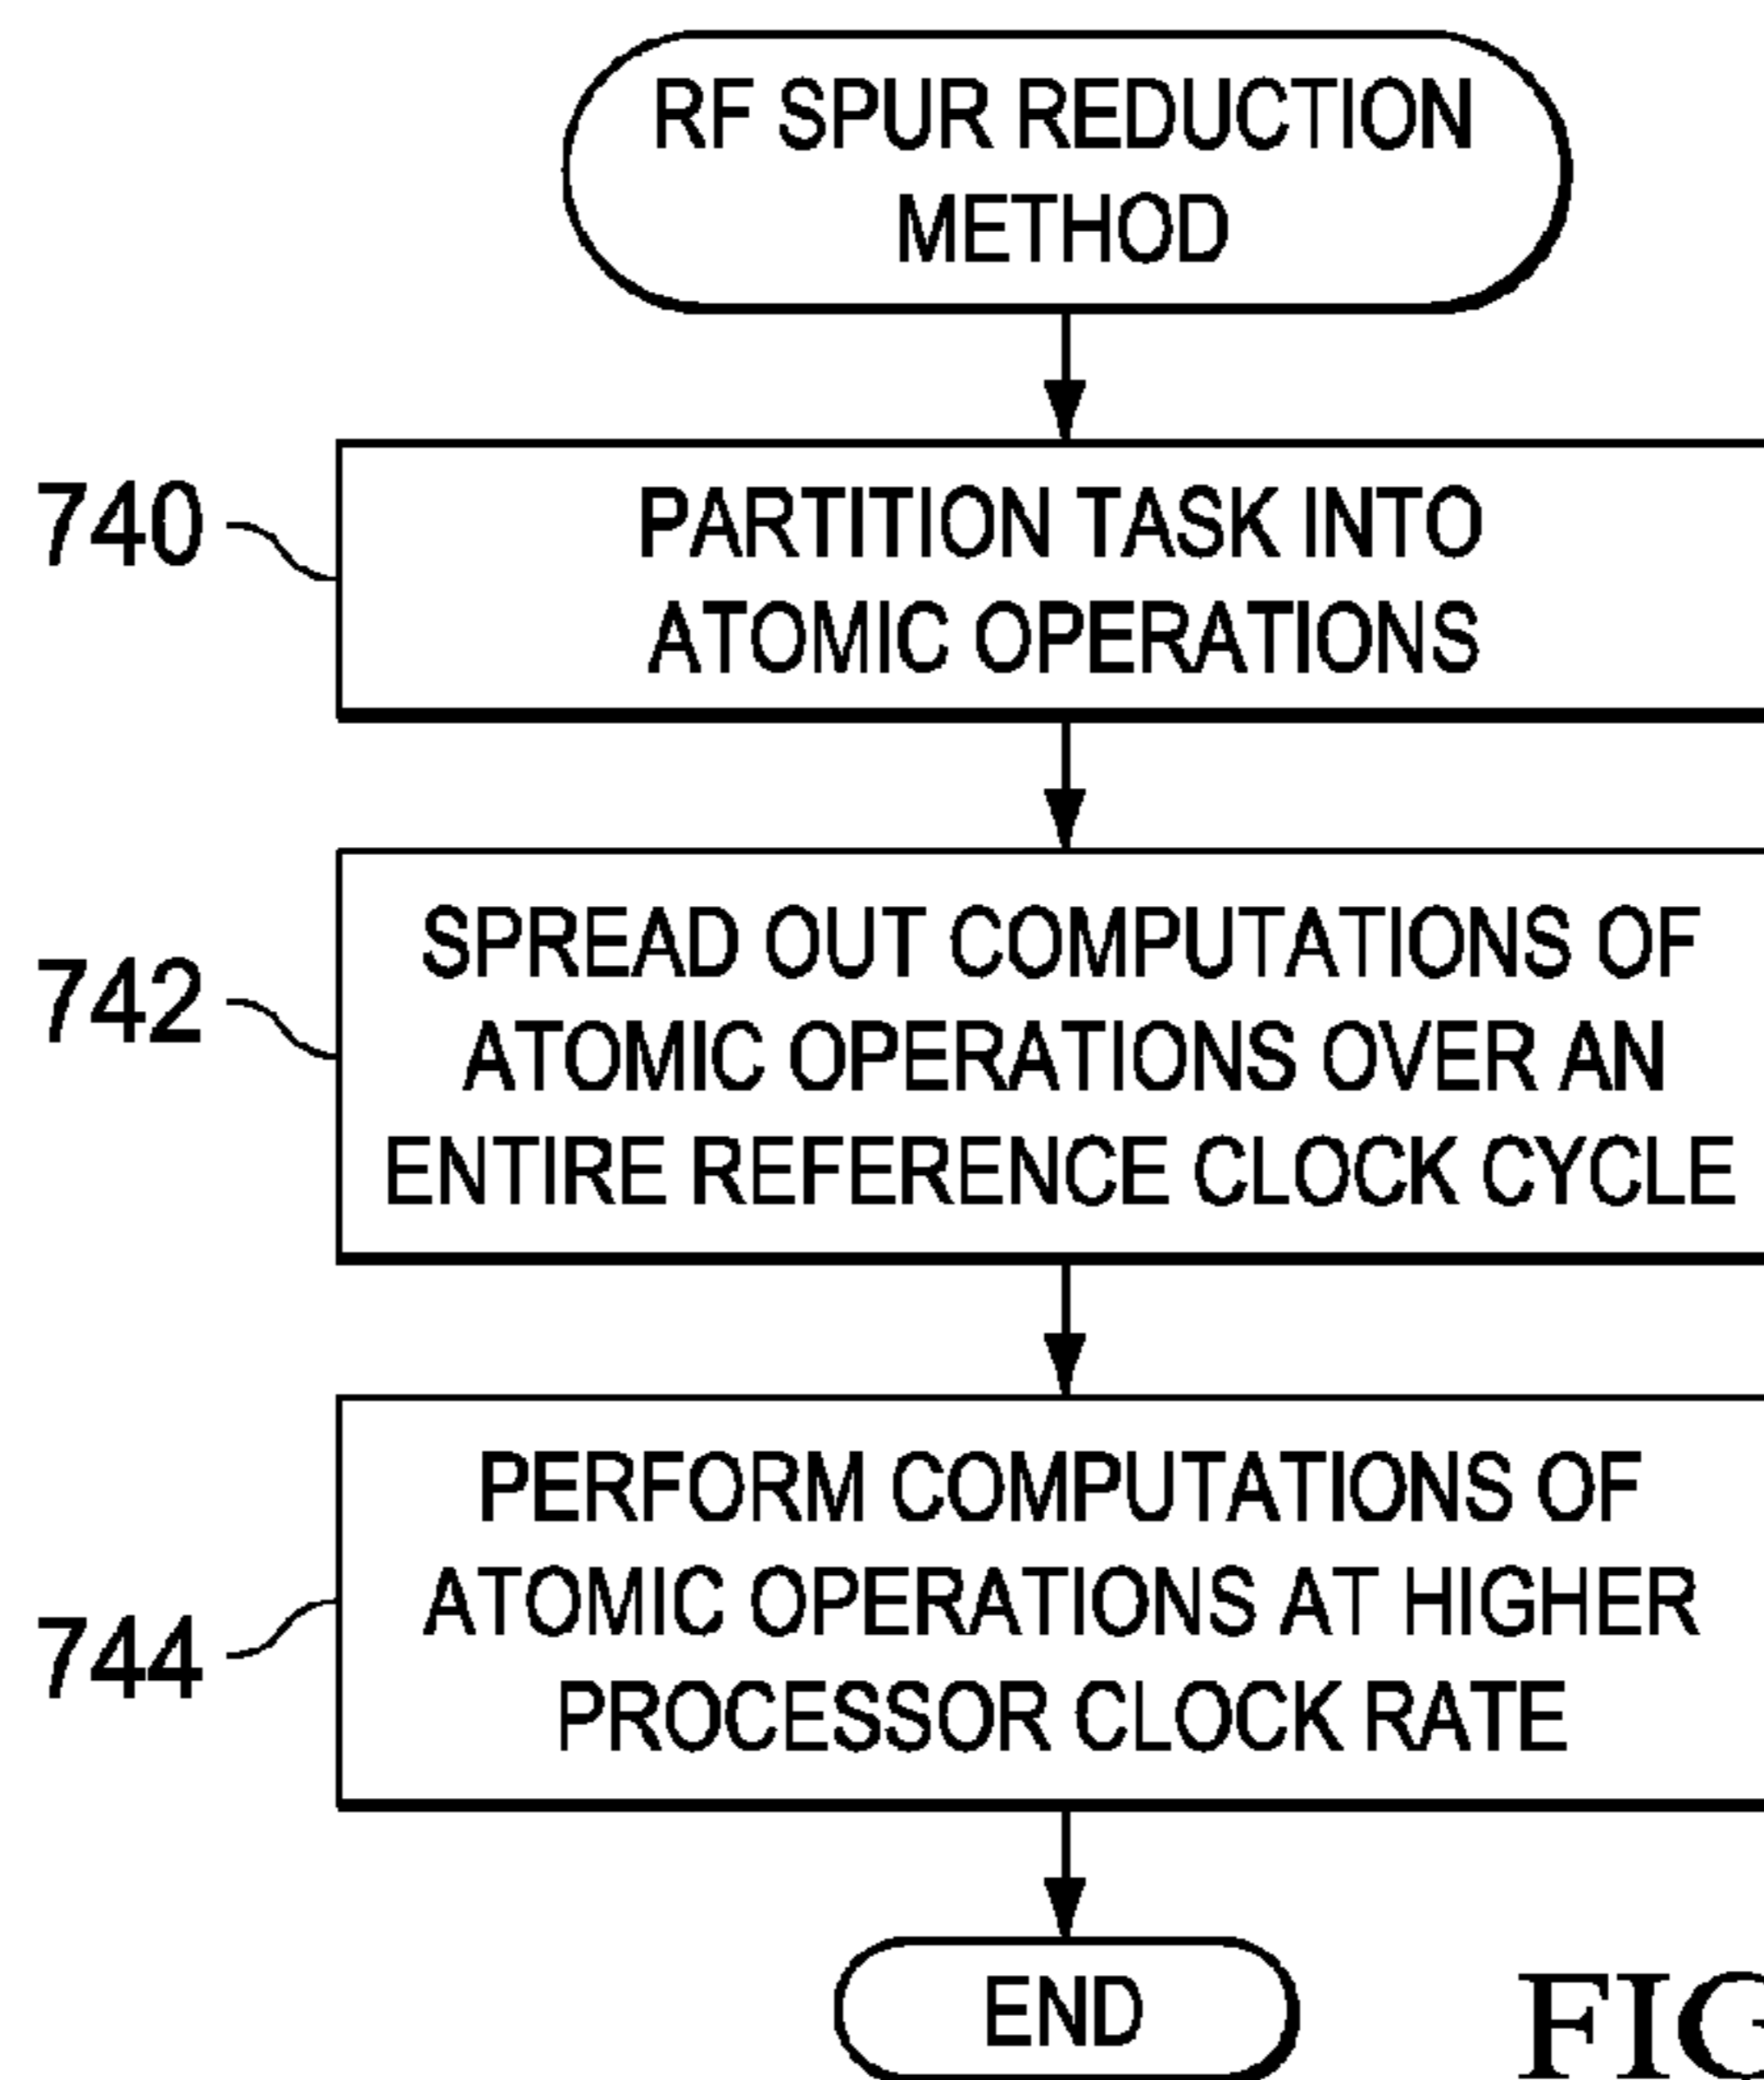 RF SPUR REDUCTION
METHOD
740
PARTITION TASK INTO
ATOMIC OPERATIONS
742
SPREAD OUT COMPUTATIONS OF
ATOMIC OPERATIONS OVER AN
ENTIRE REFERENCE CLOCK CYCLE
744
PERFORM COMPUTATIONS OF
ATOMIC OPERATIONS AT HIGHER
PROCESSOR CLOCK RATE
END
FIG